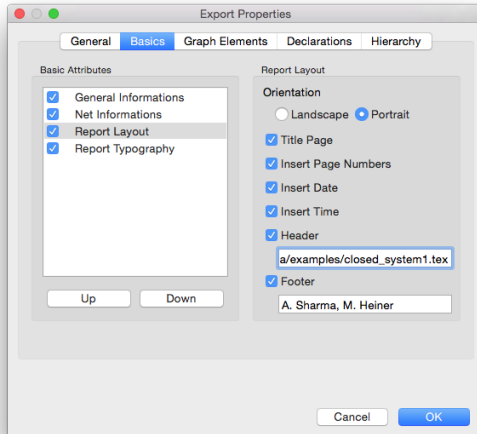 Export Properties
General Basics Graph Elements Declarations Hierarchy
Basic Attributes
General Informations
Net Informations
Report Layout
Report Typography
Up Down
Report Layout
Orientation
Landscape Portrait
Title Page
Insert Page Numbers
Insert Date
Insert Time
Header
a/examples/closed_system1.tex
Footer
A. Sharma, M. Heiner
Cancel OK